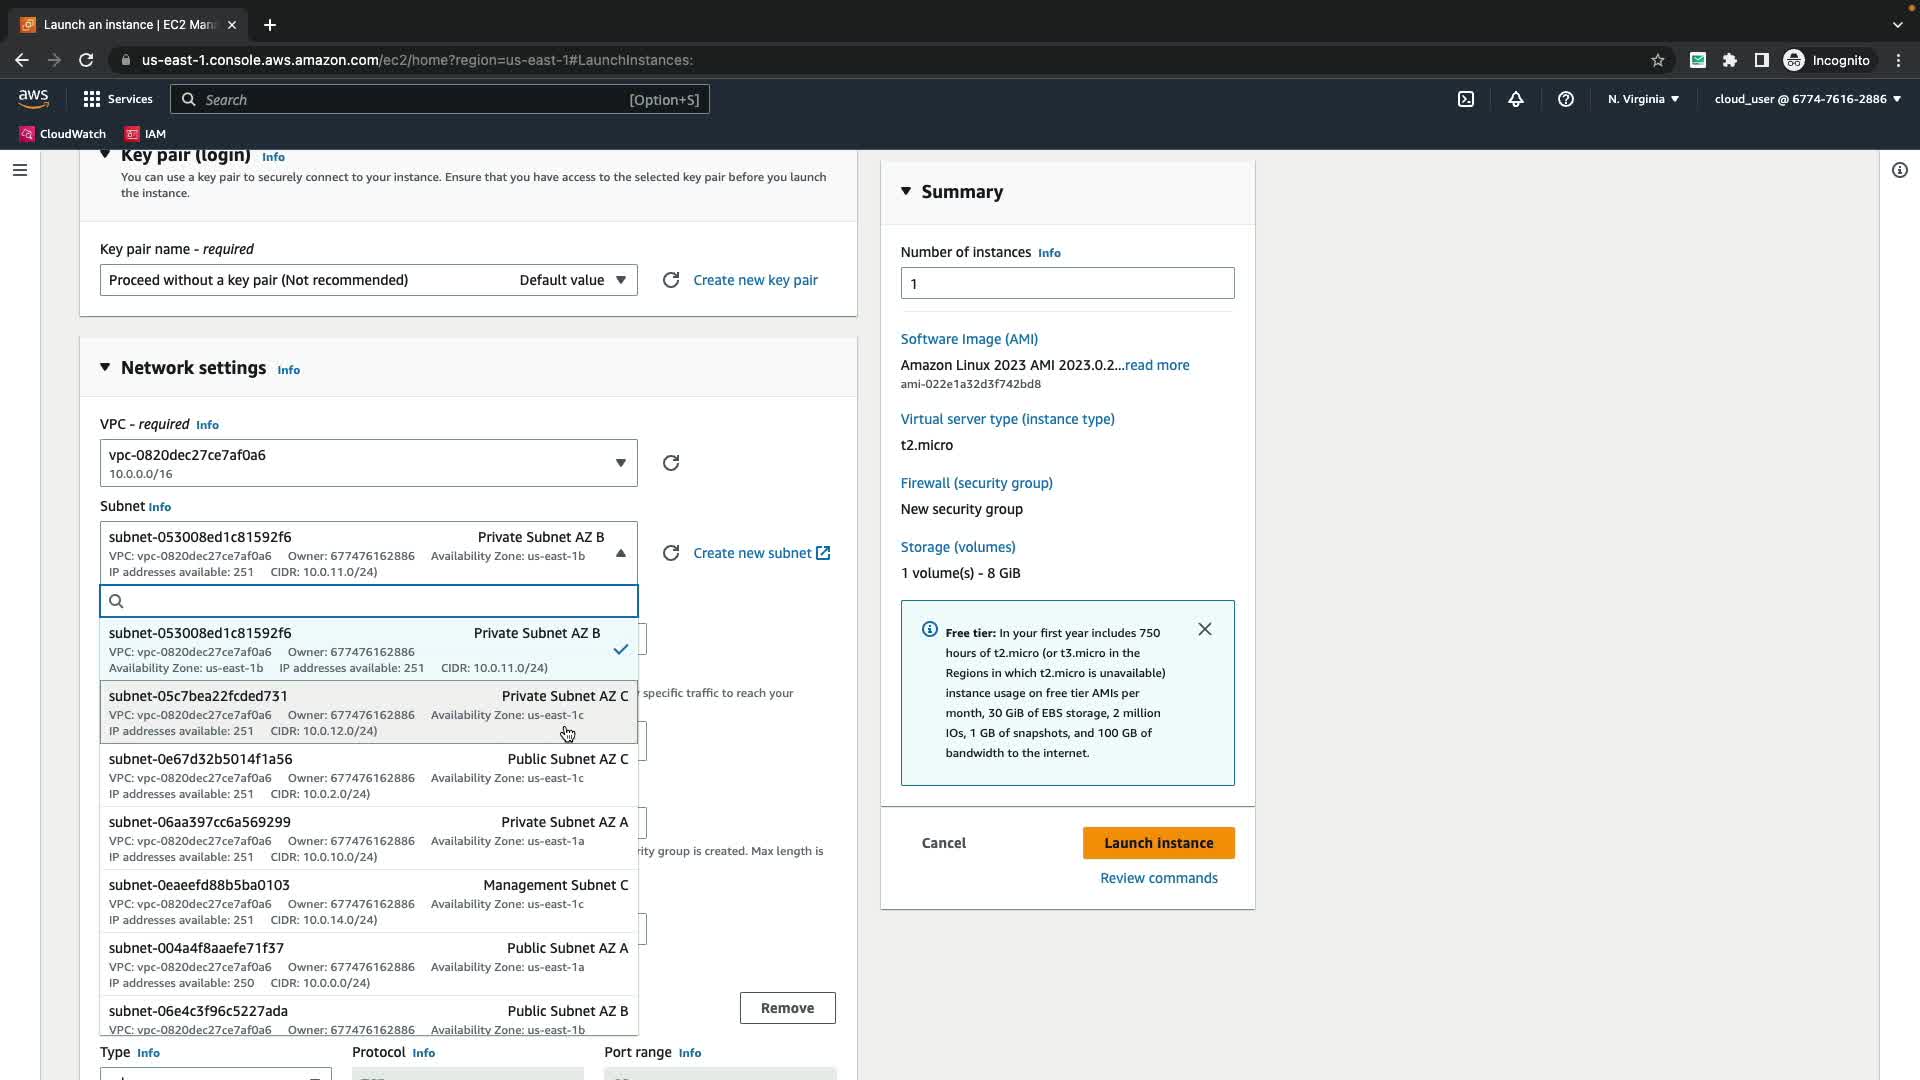 Launch an instance | EC2 Man
us-east-1.console.aws.amazon.com/ec2/home?region=us-east-1#LaunchInstances:
Incognito
aws
Services
Search
[Option+S]
N. Virginia
cloud_user @ 6774-7616-2886
CloudWatch
IAM
Key pair (login) Info
You can use a key pair to securely connect to your instance. Ensure that you have access to the selected key pair before you launch
the instance.
Key pair name - required
Proceed without a key pair (Not recommended) Default value
Create new key pair
Network settings Info
VPC - required Info
vpc-0820dec27ce7af0a6
10.0.0.0/16
Subnet Info
subnet-053008ed1c81592f6 Private Subnet AZ B
VPC: vpc-0820dec27ce7af0a6 Owner: 677476162886 Availability Zone: us-east-1b
IP addresses available: 251 CIDR: 10.0.11.0/24)
Create new subnet
subnet-053008ed1c81592f6 Private Subnet AZ B
VPC: vpc-0820dec27ce7af0a6 Owner: 677476162886
Availability Zone: us-east-1b IP addresses available: 251 CIDR: 10.0.11.0/24)
subnet-05c7bea22fcded731 Private Subnet AZ C
VPC: vpc-0820dec27ce7af0a6 Owner: 677476162886 Availability Zone: us-east-1c
IP addresses available: 251 CIDR: 10.0.12.0/24)
specific traffic to reach your
subnet-0e67d32b5014f1a56 Public Subnet AZ C
VPC: vpc-0820dec27ce7af0a6 Owner: 677476162886 Availability Zone: us-east-1c
IP addresses available: 251 CIDR: 10.0.2.0/24)
subnet-06aa397cc6a569299 Private Subnet AZ A
VPC: vpc-0820dec27ce7af0a6 Owner: 677476162886 Availability Zone: us-east-1a
IP addresses available: 251 CIDR: 10.0.10.0/24)
rity group is created. Max length is
subnet-0eaeefd88b5ba0103 Management Subnet C
VPC: vpc-0820dec27ce7af0a6 Owner: 677476162886 Availability Zone: us-east-1c
IP addresses available: 251 CIDR: 10.0.14.0/24)
subnet-004a4f8aaefe71f37 Public Subnet AZ A
VPC: vpc-0820dec27ce7af0a6 Owner: 677476162886 Availability Zone: us-east-1a
IP addresses available: 250 CIDR: 10.0.0.0/24)
subnet-06e4c3f96c5227ada Public Subnet AZ B
VPC: vpc-0820dec27ce7af0a6 Owner: 677476162886 Availability Zone: us-east-1b
Remove
Type Info Protocol Info Port range Info
Summary
Number of instances Info
1
Software Image (AMI)
Amazon Linux 2023 AMI 2023.0.2...read more
ami-022e1a32d3f742bd8
Virtual server type (instance type)
t2.micro
Firewall (security group)
New security group
Storage (volumes)
1 volume(s) - 8 GiB
Free tier: In your first year includes 750
hours of t2.micro (or t3.micro in the
Regions in which t2.micro is unavailable)
instance usage on free tier AMIs per
month, 30 GiB of EBS storage, 2 million
IOs, 1 GB of snapshots, and 100 GB of
bandwidth to the internet.
Cancel
Launch instance
Review commands